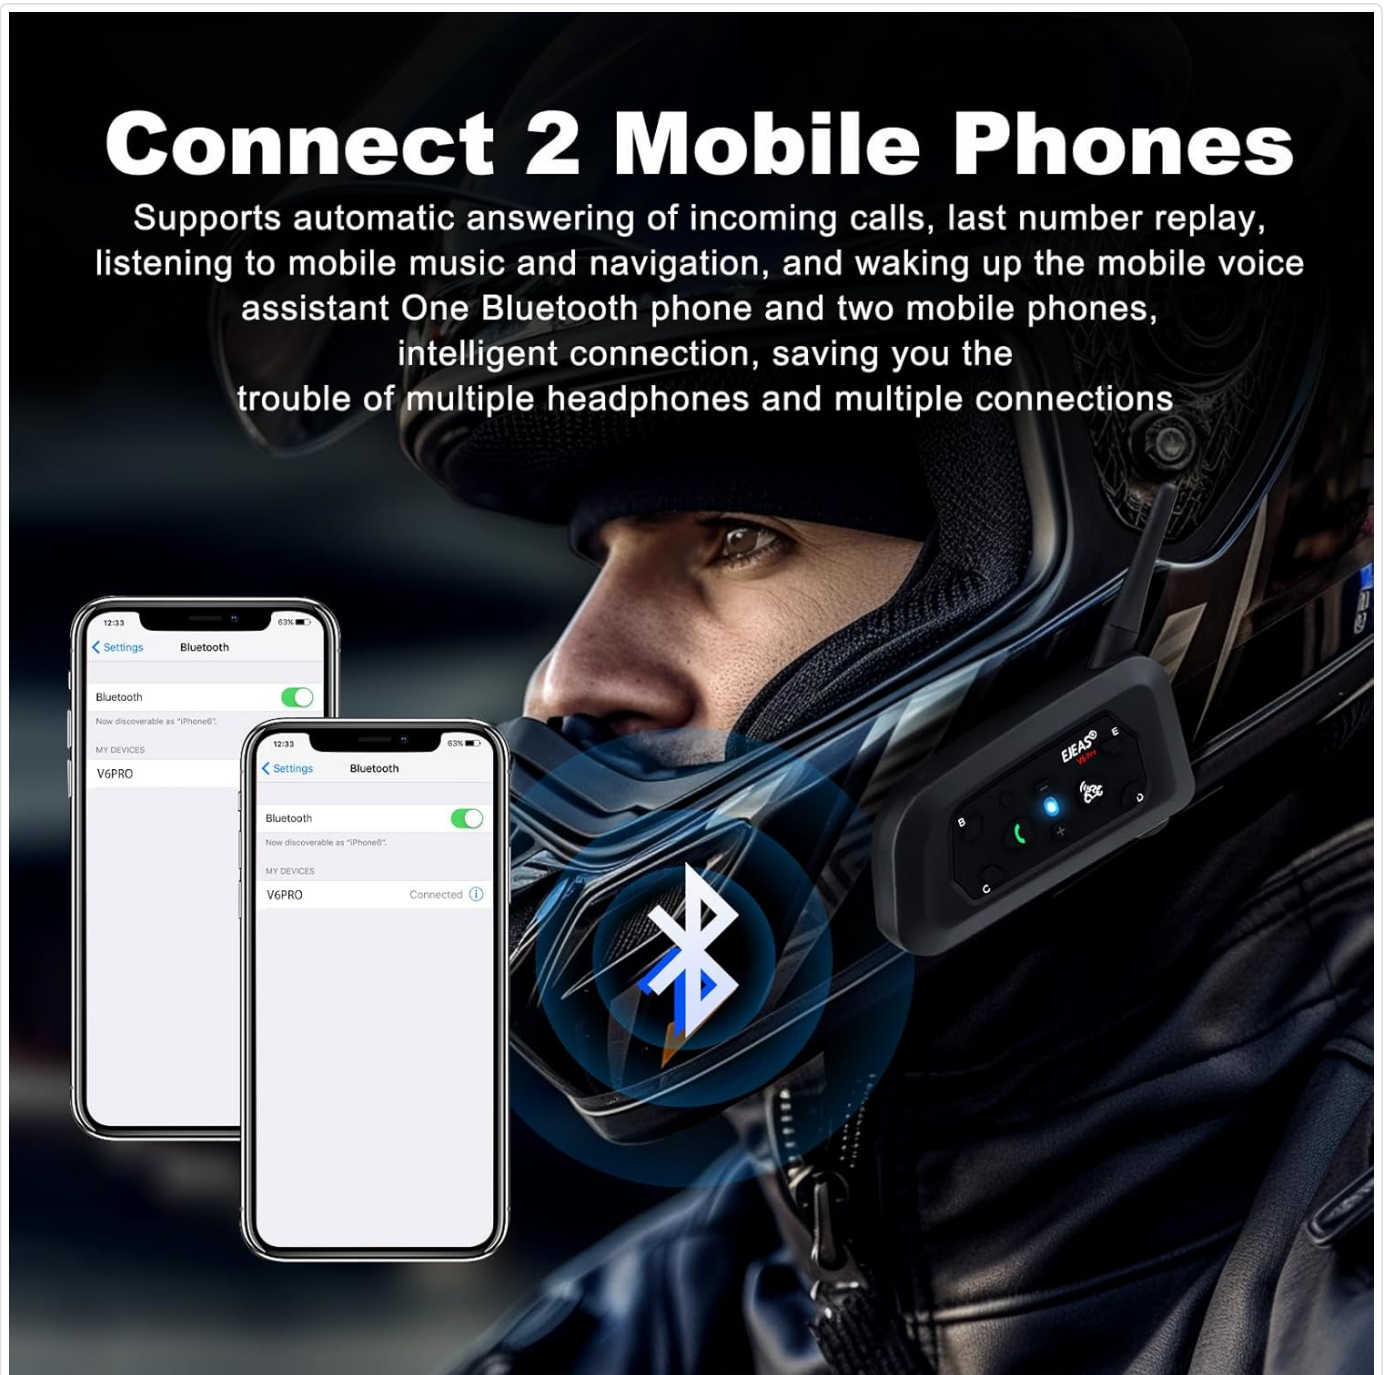 Connect 2 Mobile Phones
Supports automatic answering of incoming calls, last number replay,
listening to mobile music and navigation, and waking up the mobile voice
assistant One Bluetooth phone and two mobile phones,
intelligent connection, saving you the
trouble of multiple headphones and multiple connections
12:33 63%
Settings Bluetooth
Bluetooth
Now discoverable as "iPhone6".
MY DEVICES
V6PRO
12:33 63%
Settings Bluetooth
Bluetooth
Now discoverable as "iPhone6".
MY DEVICES
V6PRO Connected
EJEAS®
V6 Pro
E
B
D
C